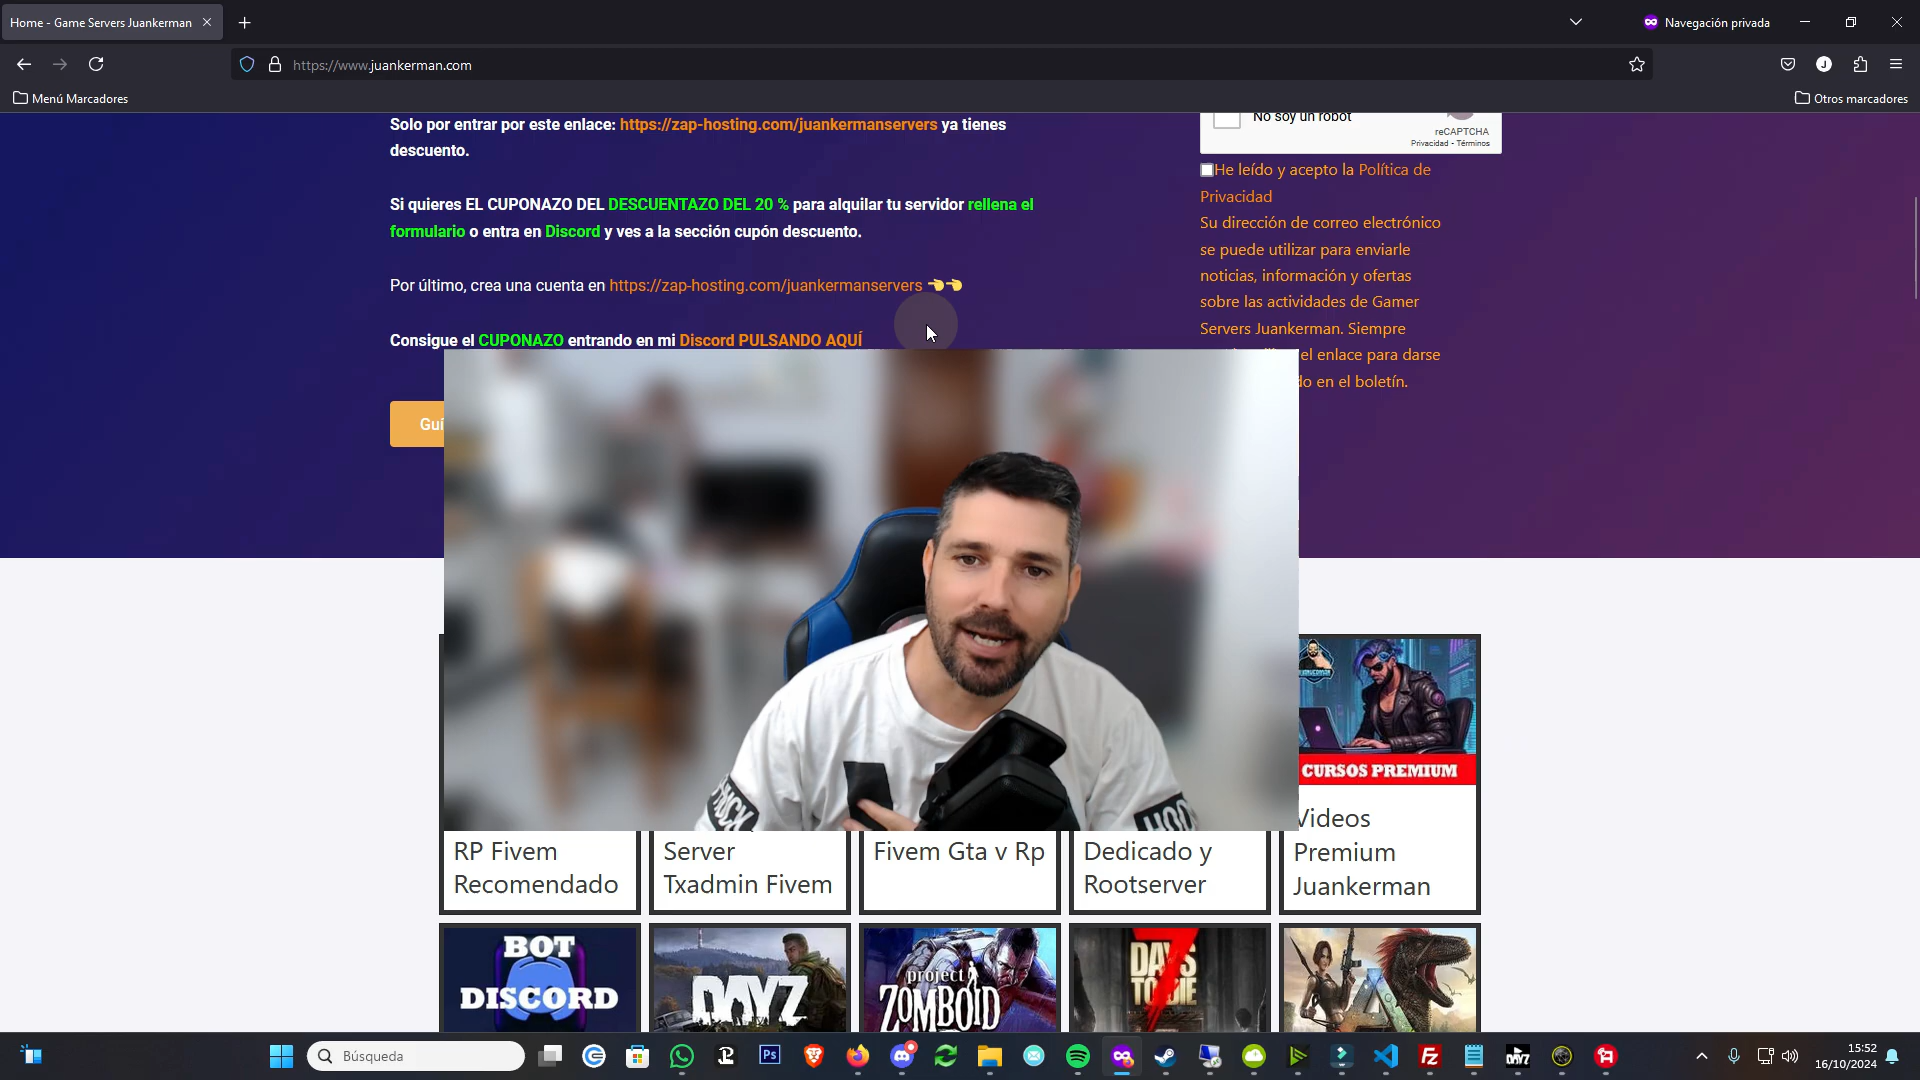 Home - Game Servers Juankerman
Navegación privada
https://www.juankerman.com
Menú Marcadores
Otros marcadores
Solo por entrar por este enlace: https://zap-hosting.com/juankermanservers ya tienes
descuento.
Si quieres EL CUPONAZO DEL DESCUENTAZO DEL 20 % para alquilar tu servidor rellena el
formulario o entra en Discord y ves a la sección cupón descuento.
Por último, crea una cuenta en https://zap-hosting.com/juankermanservers
Consigue el CUPONAZO entrando en mi Discord PULSANDO AQUÍ
Guí
No soy un robot
reCAPTCHA
Privacidad - Términos
He leído y acepto la Política de
Privacidad
Su dirección de correo electrónico
se puede utilizar para enviarle
noticias, información y ofertas
sobre las actividades de Gamer
Servers Juankerman. Siempre
el enlace para darse
do en el boletín.
CURSOS PREMIUM
RP Fivem
Recomendado
Server
Txadmin Fivem
Fivem Gta v Rp
Dedicado y
Rootserver
Videos
Premium
Juankerman
BOT
DISCORD
DAYZ
project
ZOMBOID
7
DAYS
TO DIE
Búsqueda
Ps
15:52
16/10/2024